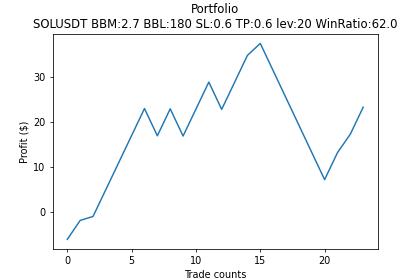 Portfolio
SOLUSDT BBM:2.7 BBL:180 SL:0.6 TP:0.6 lev:20 WinRatio:62.0
Profit ($)
30
20
10
0
0 5 10 15 20
Trade counts